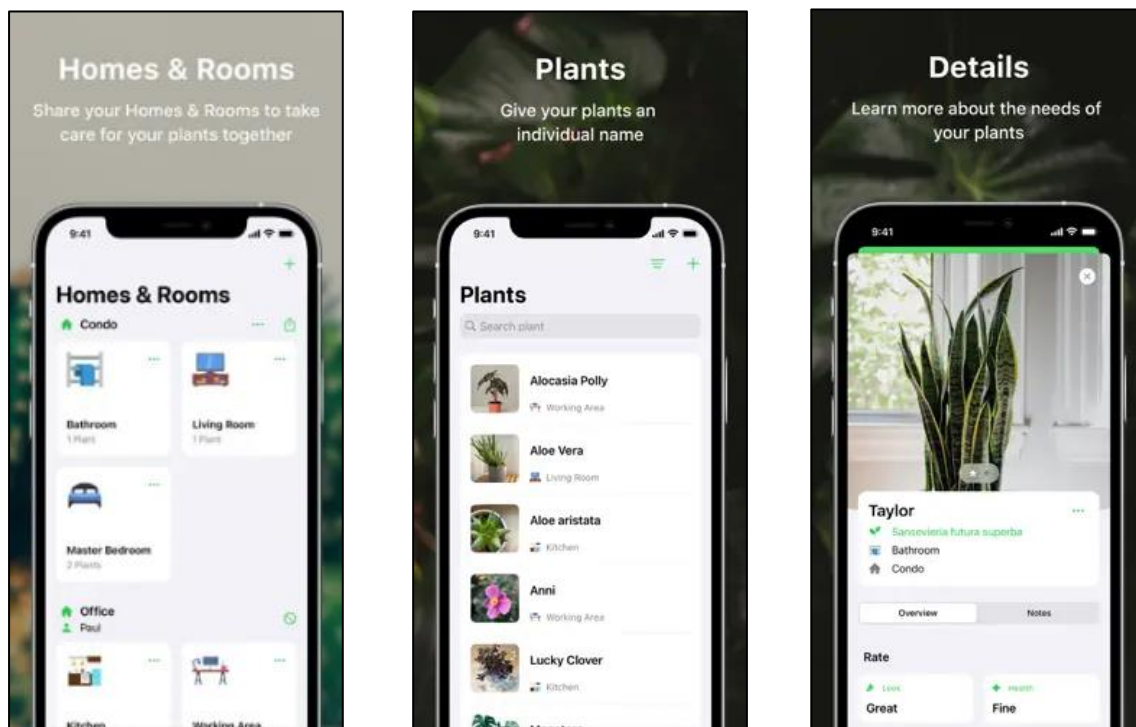 Homes & Rooms
Share your Homes & Rooms to take
care for your plants together
9:41
Homes & Rooms
Condo
Bathroom
1 Plant
Living Room
1 Plant
Master Bedroom
2 Plants
Office
Paul
Kitchen
Working Area
Plants
Give your plants an
individual name
9:41
Plants
Search plant
Alocasia Polly
Working Area
Aloe Vera
Living Room
Aloe aristata
Kitchen
Anni
Working Area
Lucky Clover
Kitchen
Details
Learn more about the needs of
your plants
9:41
Taylor
Sansevieria futura superba
Bathroom
Condo
Overview Notes
Rate
Look Health
Great Fine